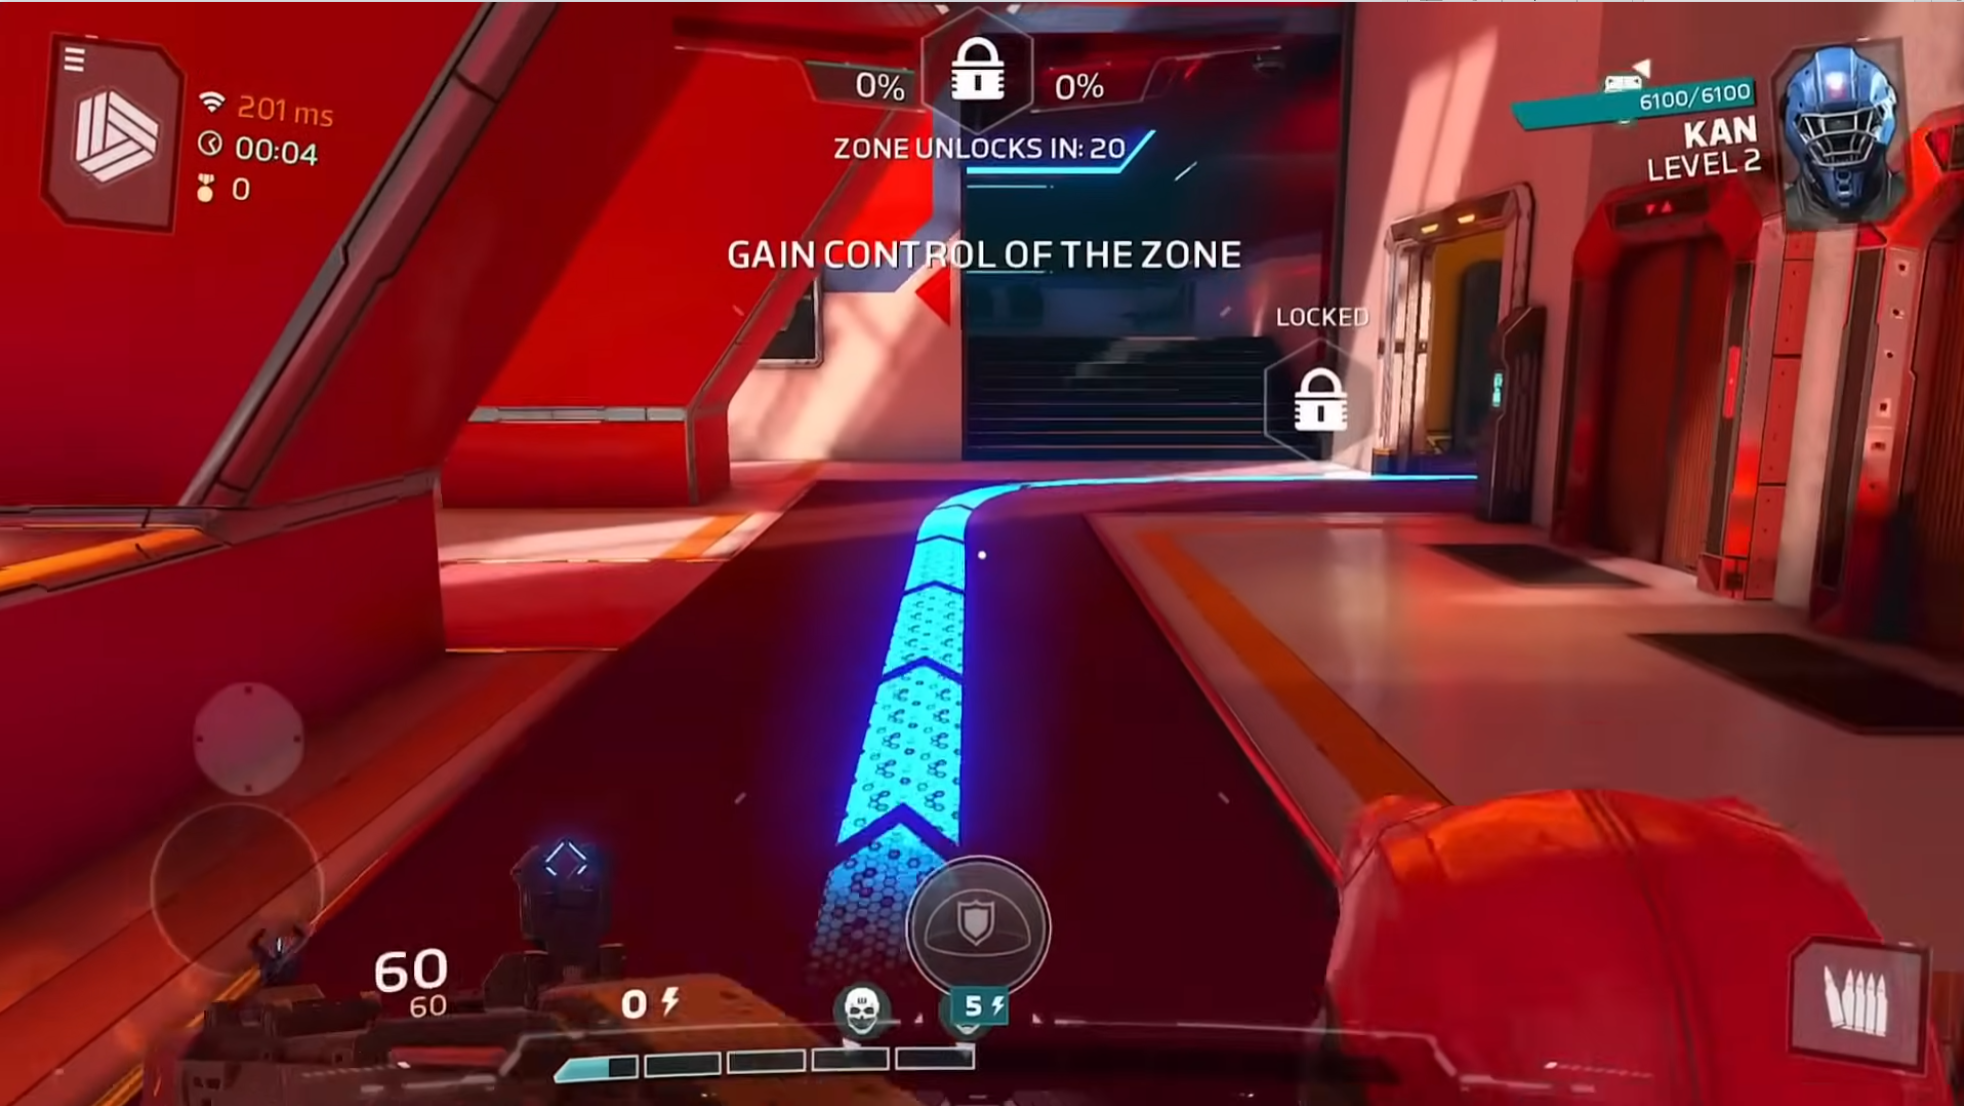 201 ms
00:04
0
0%
0%
ZONE UNLOCKS IN: 20
GAIN CONTROL OF THE ZONE
LOCKED
6100/6100
KAN
LEVEL 2
60
60
0
5